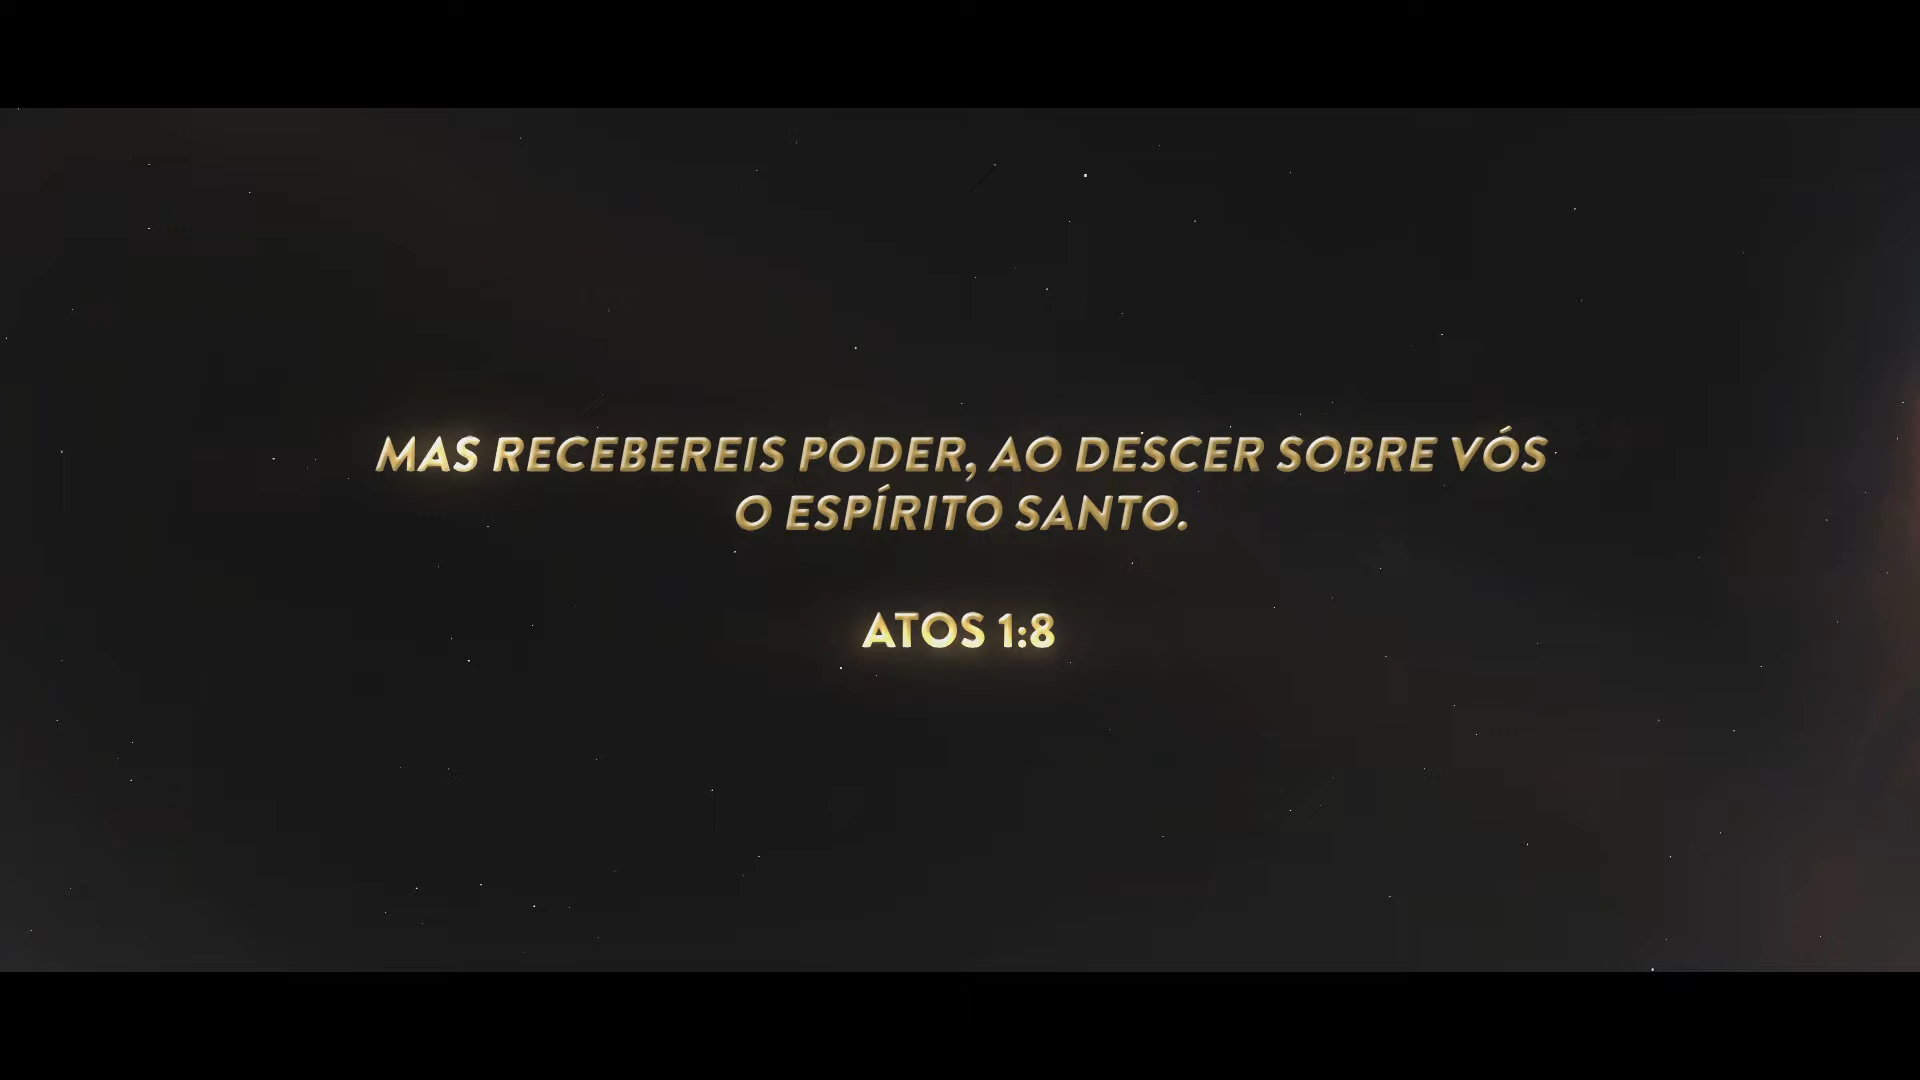 MAS RECEBEREIS PODER, AO DESCER SOBRE VÓS
O ESPÍRITO SANTO.
ATOS 1:8